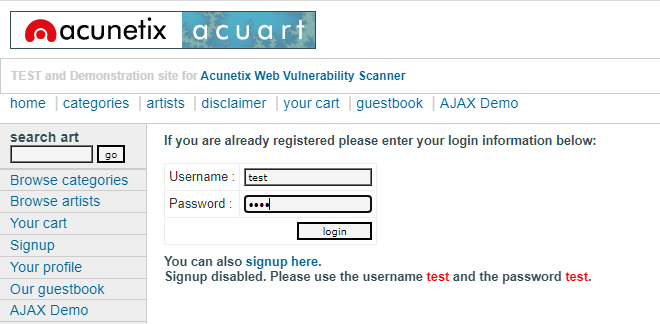 acunetix acuart
TEST and Demonstration site for Acunetix Web Vulnerability Scanner
home | categories | artists | disclaimer | your cart | guestbook | AJAX Demo
search art
go
Browse categories
Browse artists
Your cart
Signup
Your profile
Our guestbook
AJAX Demo
If you are already registered please enter your login information below:
Username : test
Password : ••••
login
You can also signup here.
Signup disabled. Please use the username test and the password test.